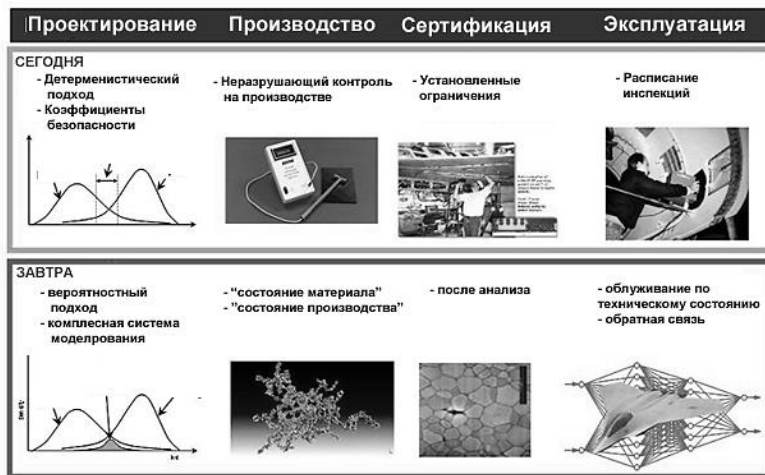 Проектирование
Производство
Сертификация
Эксплуатация
СЕГОДНЯ
- Детерменистический
подход
- Коэффициенты
безопасности
- Неразрушающий контроль
на производстве
- Установленные
ограничения
- Расписание
инспекций
ЗАВТРА
- вероятностный
подход
- комплесная система
моделрования
- “состояние материала”
- ”состояние производства”
- после анализа
- облуживание по
техническому состоянию
- обратная связь